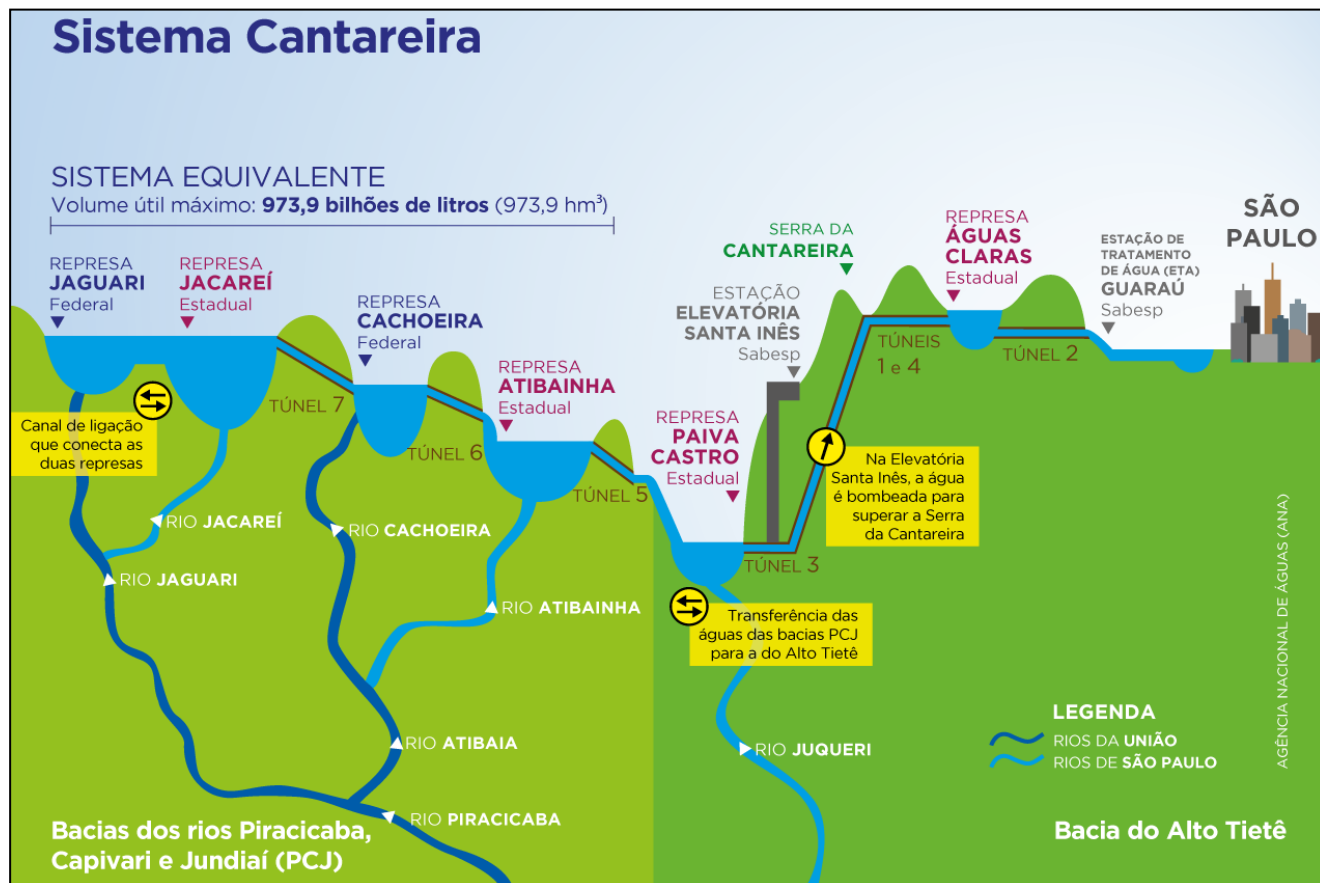 Sistema Cantareira
SISTEMA EQUIVALENTE
Volume útil máximo: 973,9 bilhões de litros (973,9 hm³)
REPRESA
JAGUARI
Federal
REPRESA
JACAREÍ
Estadual
REPRESA
CACHOEIRA
Federal
REPRESA
ATIBAINHA
Estadual
REPRESA
PAIVA
CASTRO
Estadual
ESTAÇÃO
ELEVATÓRIA
SANTA INÊS
Sabesp
SERRA DA
CANTAREIRA
REPRESA
ÁGUAS
CLARAS
Estadual
ESTAÇÃO DE
TRATAMENTO
DE ÁGUA (ETA)
GUARAÚ
Sabesp
SÃO
PAULO
TÚNEL 7
TÚNEL 6
TÚNEL 5
TÚNEL 3
TÚNEIS
1 e 4
TÚNEL 2
Canal de ligação
que conecta as
duas represas
Na Elevatória
Santa Inês, a água
é bombeada para
superar a Serra
da Cantareira
Transferência das
águas das bacias PCJ
para a do Alto Tietê
RIO JACAREÍ
RIO JAGUARI
RIO CACHOEIRA
RIO ATIBAINHA
RIO ATIBAIA
RIO PIRACICABA
RIO JUQUERI
LEGENDA
RIOS DA UNIÃO
RIOS DE SÃO PAULO
AGÊNCIA NACIONAL DE ÁGUAS (ANA)
Bacias dos rios Piracicaba,
Capivari e Jundiaí (PCJ)
Bacia do Alto Tietê